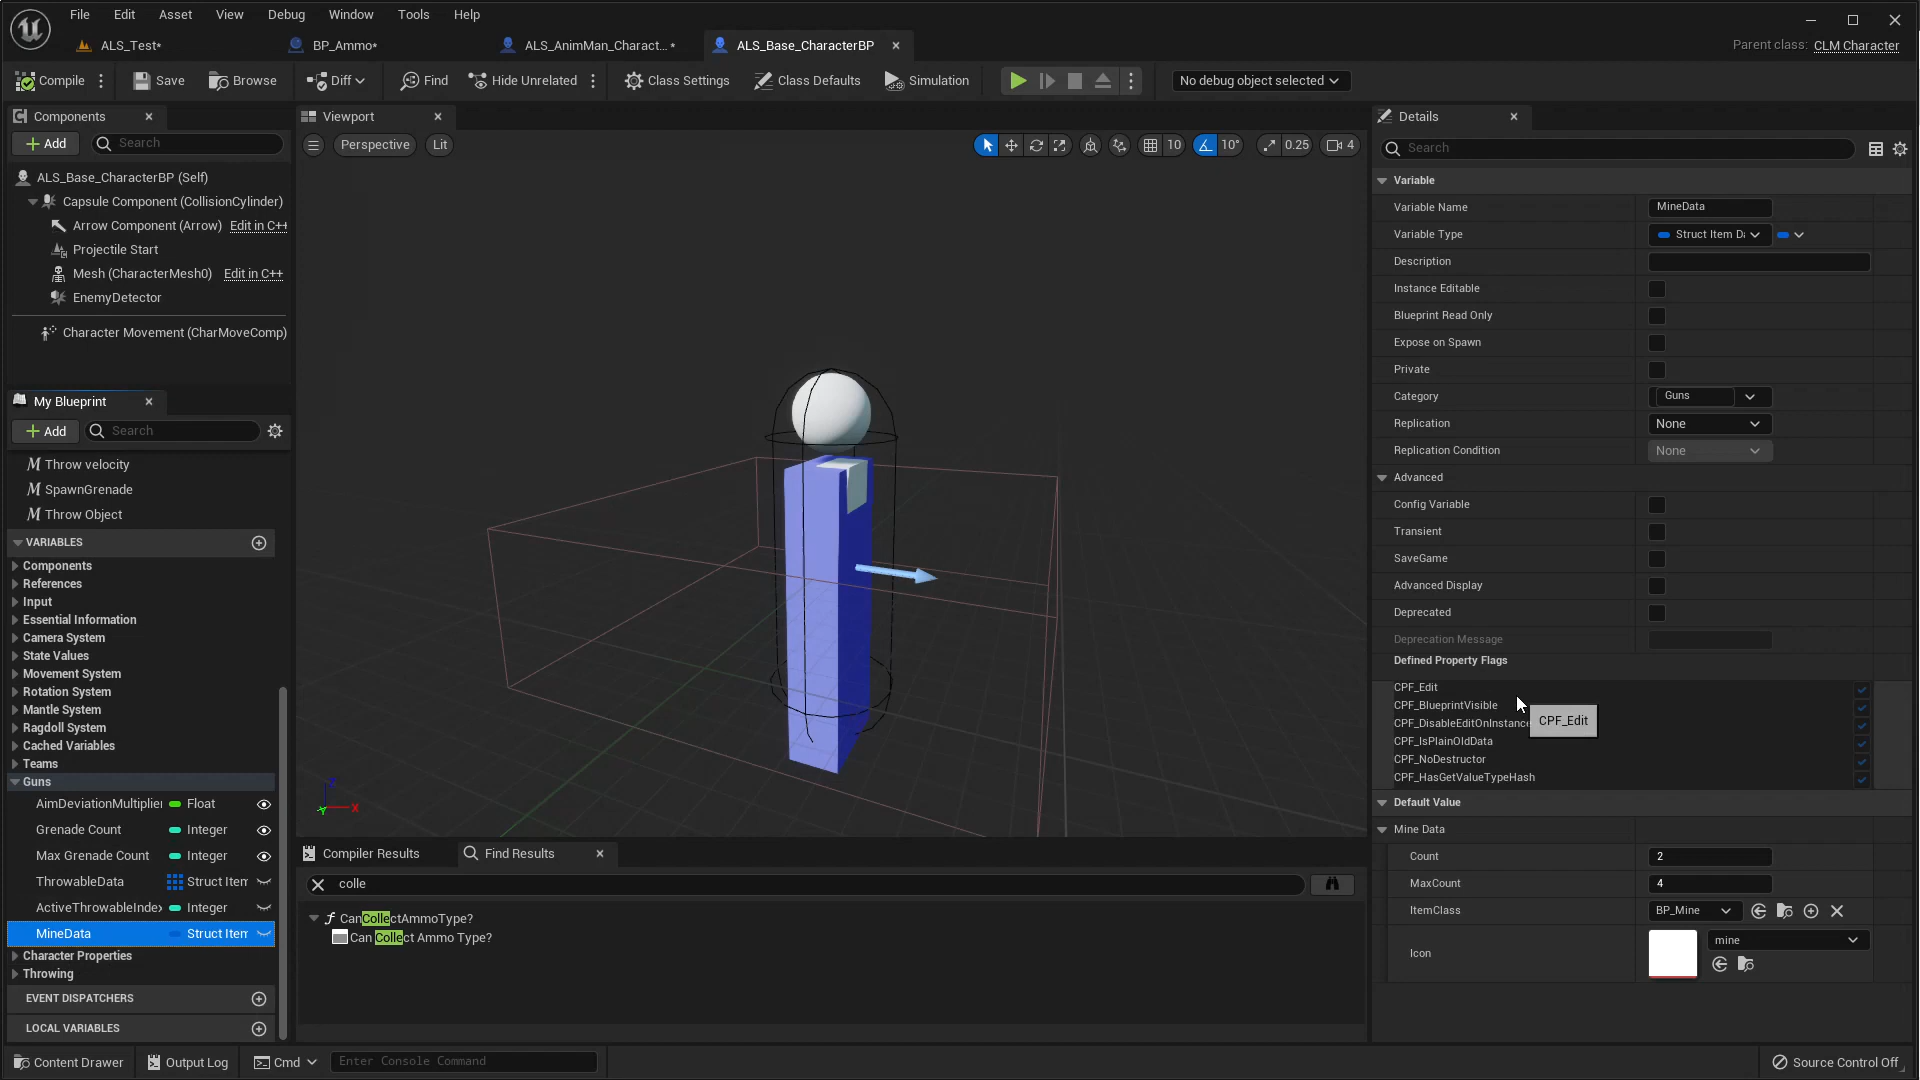 File Edit Asset View Debug Window Tools Help
ALS_Test* BP_Ammo* ALS_AnimMan_Charact... * ALS_Base_CharacterBP
Parent class: CLM Character
Compile Save Browse Diff Find Hide Unrelated Class Settings Class Defaults Simulation No debug object selected
Components
Add Search
ALS_Base_CharacterBP (Self)
Capsule Component (CollisionCylinder)
Arrow Component (Arrow) Edit in C++
Projectile Start
Mesh (CharacterMesh0) Edit in C++
EnemyDetector
Character Movement (CharMoveComp)
My Blueprint
Add Search
Throw velocity
SpawnGrenade
Throw Object
VARIABLES
Components
References
Input
Essential Information
Camera System
State Values
Movement System
Rotation System
Mantle System
Ragdoll System
Cached Variables
Teams
Guns
AimDeviationMultiplier Float
Grenade Count Integer
Max Grenade Count Integer
ThrowableData Struct Item
ActiveThrowableIndex Integer
MineData Struct Item
Character Properties
Throwing
EVENT DISPATCHERS
LOCAL VARIABLES
Viewport
Perspective Lit
10 10° 0.25 4
Z
X
Y
Compiler Results Find Results
colle
CanCollectAmmoType?
Can Collect Ammo Type?
Details
Search
Variable
Variable Name MineData
Variable Type Struct Item Da
Description
Instance Editable
Blueprint Read Only
Expose on Spawn
Private
Category Guns
Replication None
Replication Condition None
Advanced
Config Variable
Transient
SaveGame
Advanced Display
Deprecated
Deprecation Message
Defined Property Flags
CPF_Edit
CPF_BlueprintVisible
CPF_DisableEditOnInstance
CPF_Edit
CPF_IsPlainOldData
CPF_NoDestructor
CPF_HasGetValueTypeHash
Default Value
Mine Data
Count 2
MaxCount 4
ItemClass BP_Mine
Icon mine
Content Drawer Output Log Cmd Enter Console Command Source Control Off